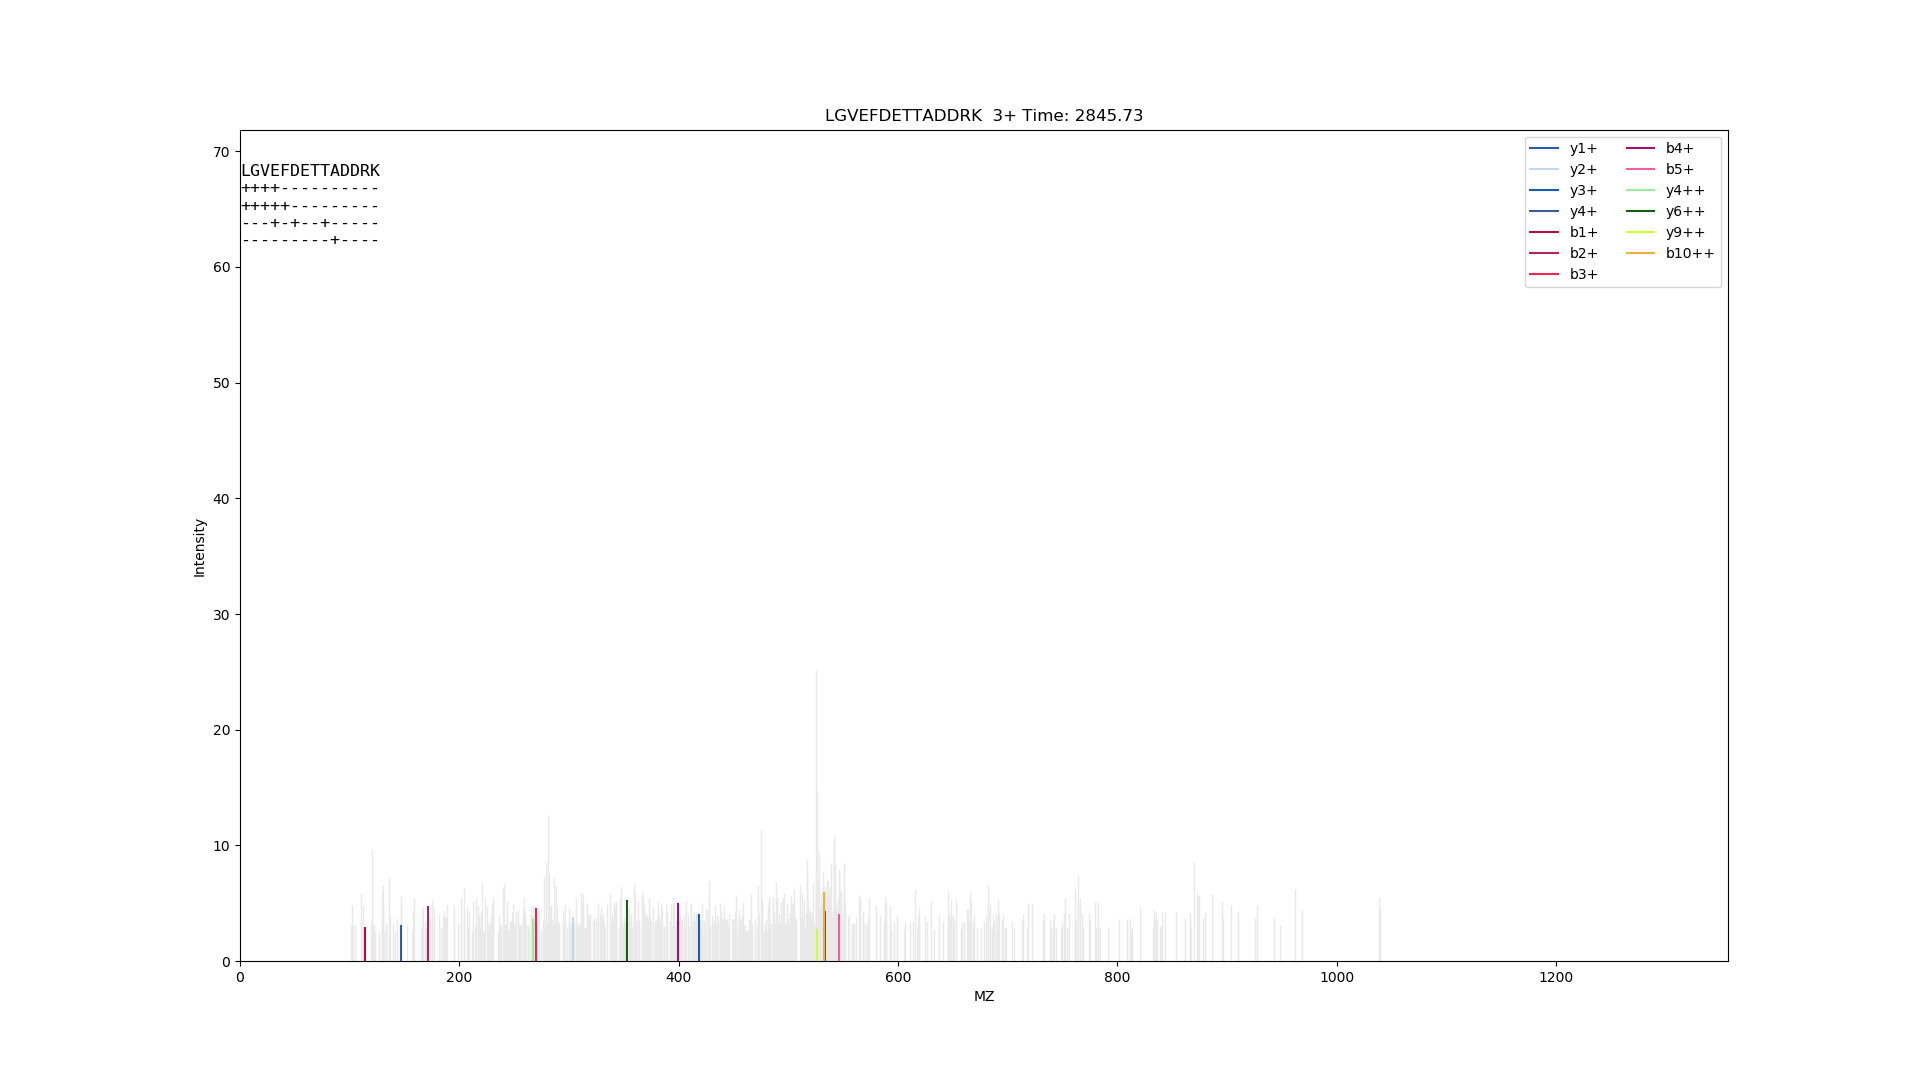 LGVEFDETTADDRK  3+ Time: 2845.73
LGVEFDETTADDRK
++++----------
+++++---------
---+-+--+-----
---------+----
y1+
y2+
y3+
y4+
b1+
b2+
b3+
b4+
b5+
y4++
y6++
y9++
b10++
70
60
50
40
30
20
10
0
Intensity
0 200 400 600 800 1000 1200
MZ